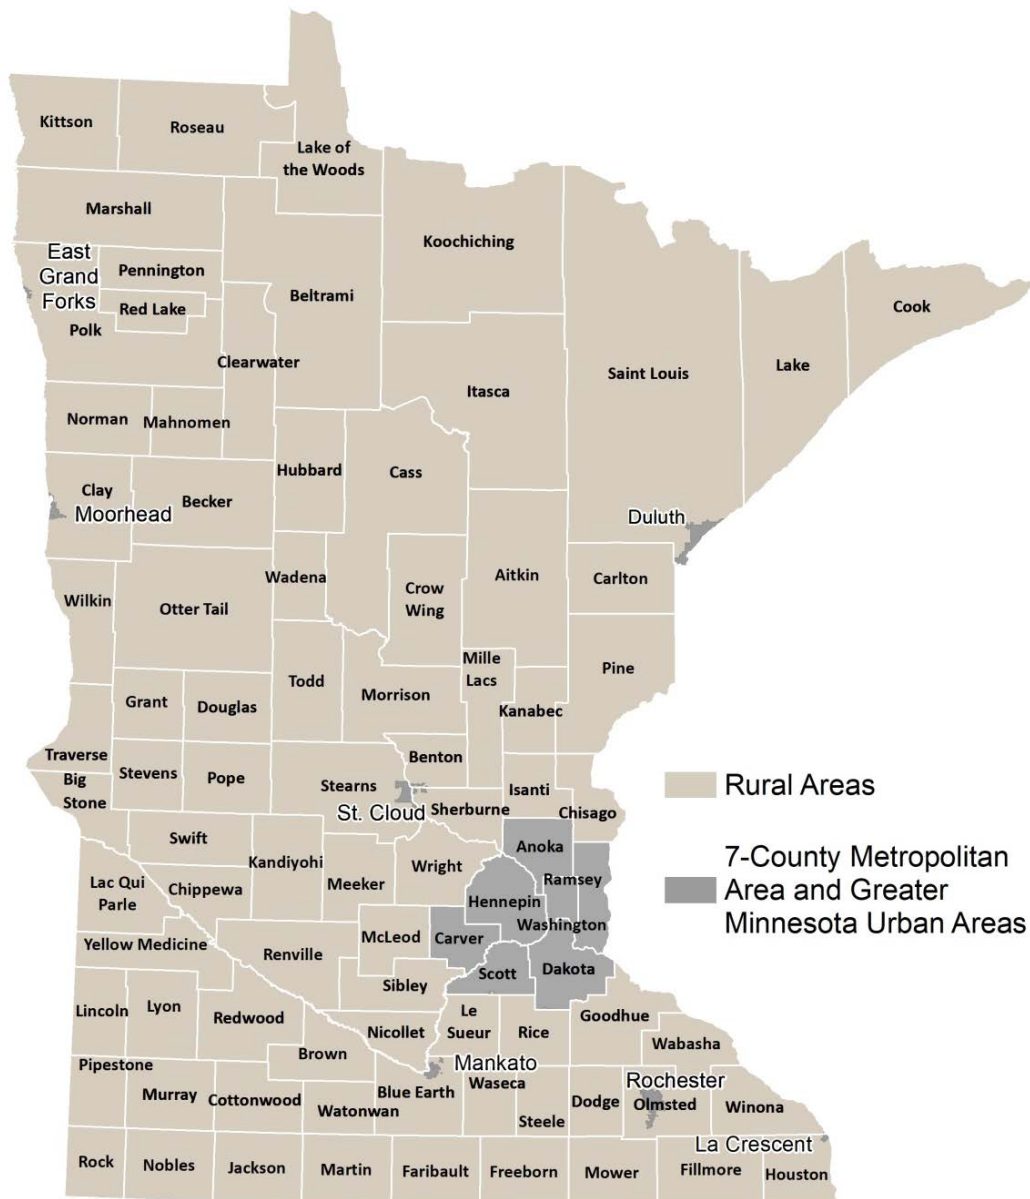 Kittson
Roseau
Lake of
the Woods
Marshall
Koochiching
East
Grand
Forks
Pennington
Red Lake
Polk
Beltrami
Clearwater
Cook
Lake
Saint Louis
Itasca
Norman
Mahnomen
Hubbard
Cass
Clay
Moorhead
Becker
Duluth
Wadena
Aitkin
Carlton
Wilkin
Otter Tail
Crow
Wing
Mille
Lacs
Pine
Todd
Morrison
Grant
Douglas
Kanabec
Traverse
Big
Stone
Stevens
Pope
Stearns
Benton
St. Cloud
Sherburne
Isanti
Chisago
Rural Areas
Swift
Kandiyohi
Meeker
Wright
Anoka
Ramsey
7-County Metropolitan
Area and Greater
Minnesota Urban Areas
Lac Qui
Parle
Chippewa
Hennepin
Washington
Yellow Medicine
Renville
McLeod
Carver
Scott
Dakota
Sibley
Lincoln
Lyon
Redwood
Nicollet
Le
Sueur
Rice
Goodhue
Wabasha
Pipestone
Brown
Mankato
Murray
Cottonwood
Watonwan
Blue Earth
Waseca
Steele
Dodge
Rochester
Olmsted
Winona
La Crescent
Rock
Nobles
Jackson
Martin
Faribault
Freeborn
Mower
Fillmore
Houston